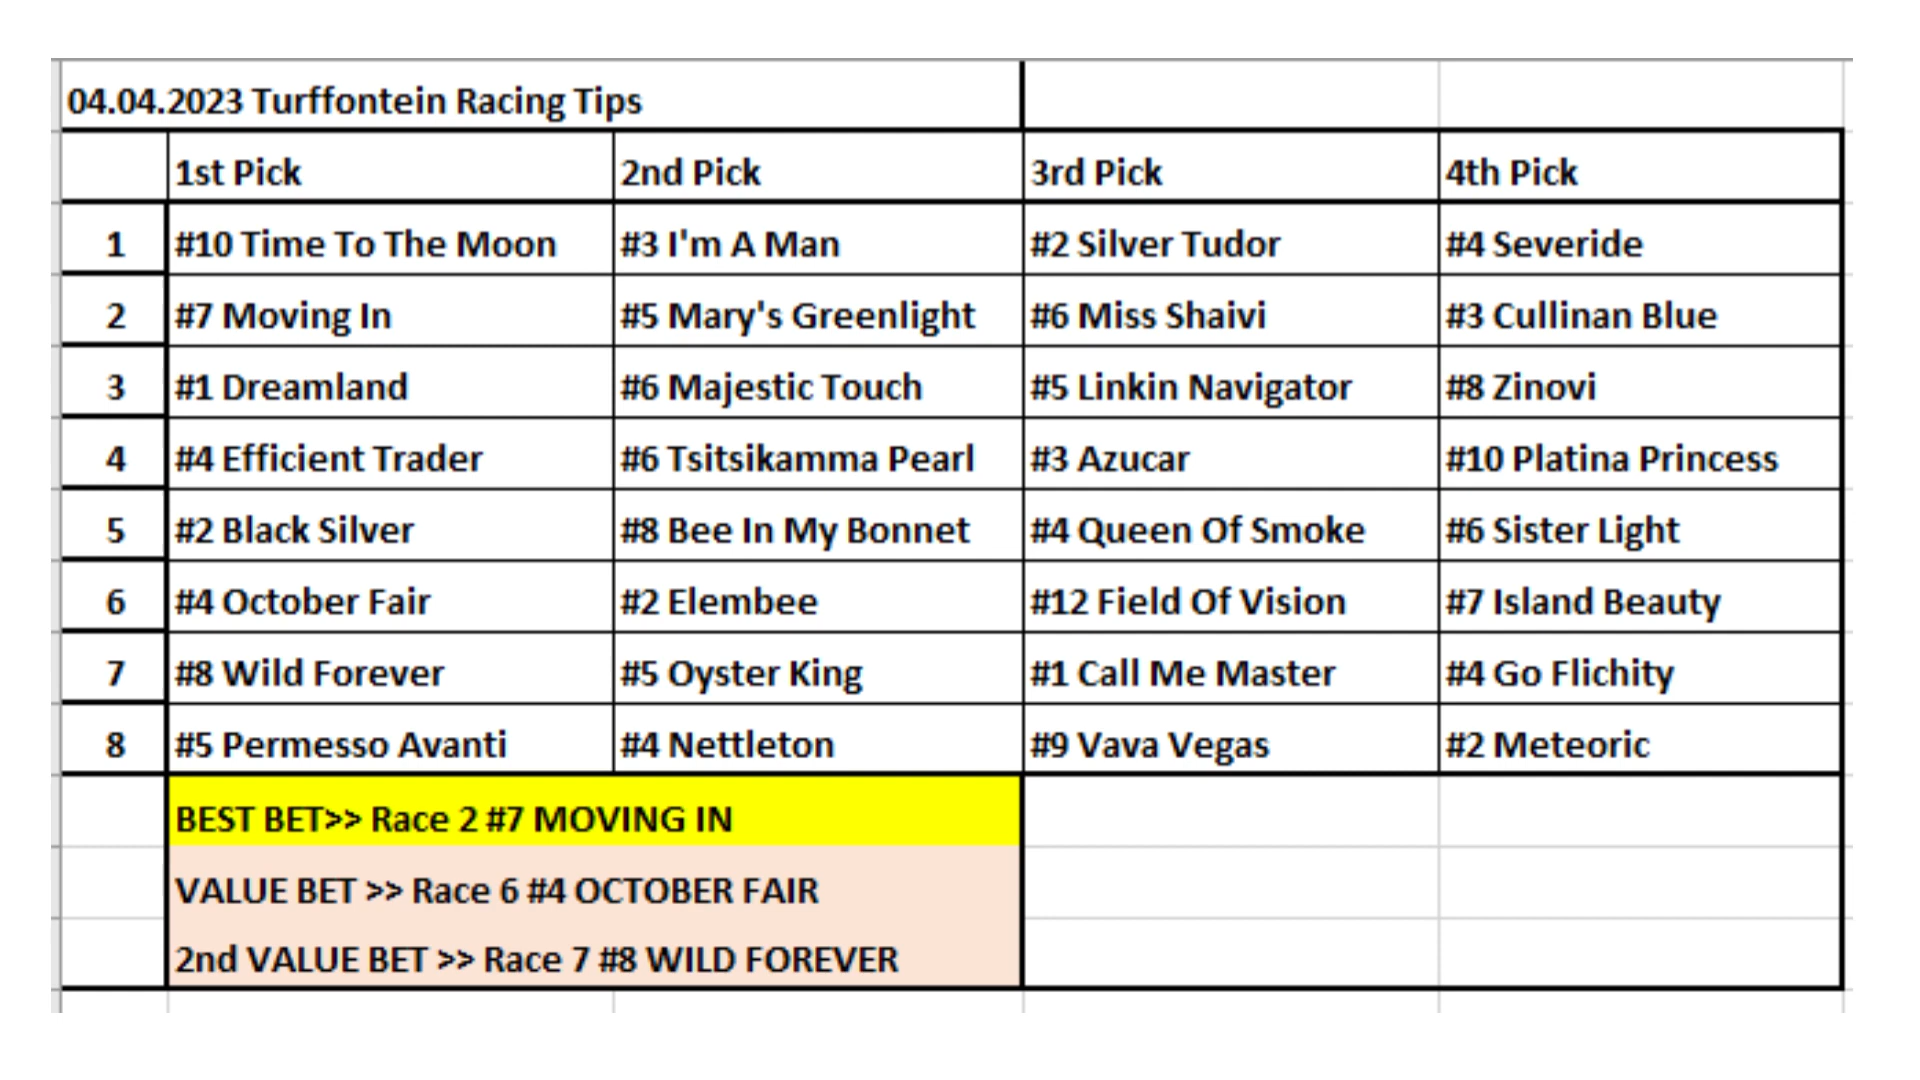 04.04.2023 Turffontein Racing Tips
1st Pick 2nd Pick 3rd Pick 4th Pick
1 #10 Time To The Moon #3 I'm A Man #2 Silver Tudor #4 Severide
2 #7 Moving In #5 Mary's Greenlight #6 Miss Shaivi #3 Cullinan Blue
3 #1 Dreamland #6 Majestic Touch #5 Linkin Navigator #8 Zinovi
4 #4 Efficient Trader #6 Tsitsikamma Pearl #3 Azucar #10 Platina Princess
5 #2 Black Silver #8 Bee In My Bonnet #4 Queen Of Smoke #6 Sister Light
6 #4 October Fair #2 Elembee #12 Field Of Vision #7 Island Beauty
7 #8 Wild Forever #5 Oyster King #1 Call Me Master #4 Go Flichity
8 #5 Permesso Avanti #4 Nettleton #9 Vava Vegas #2 Meteoric
BEST BET>> Race 2 #7 MOVING IN
VALUE BET >> Race 6 #4 OCTOBER FAIR
2nd VALUE BET >> Race 7 #8 WILD FOREVER